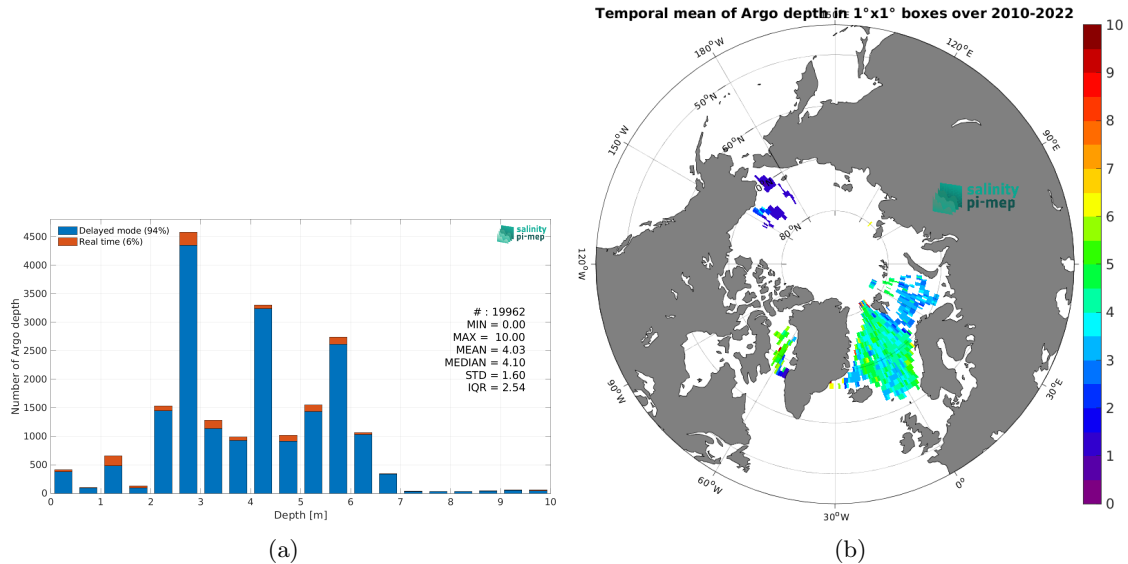 Temporal mean of Argo depth in 1°x1° boxes over 2010-2022
Delayed mode (94%)
Real time (6%)
salinity
pi-mep
# : 19962
MIN = 0.00
MAX = 10.00
MEAN = 4.03
MEDIAN = 4.10
STD = 1.60
IQR = 2.54
Number of Argo depth
4500
4000
3500
3000
2500
2000
1500
1000
500
0
0 1 2 3 4 5 6 7 8 9 10
Depth [m]
(a)
180°W
120°E
150°W
50°N
60°N
90°E
80°N
120°W
90°W
30°E
60°W
0°
30°W
salinity
pi-mep
10
9
8
7
6
5
4
3
2
1
0
(b)